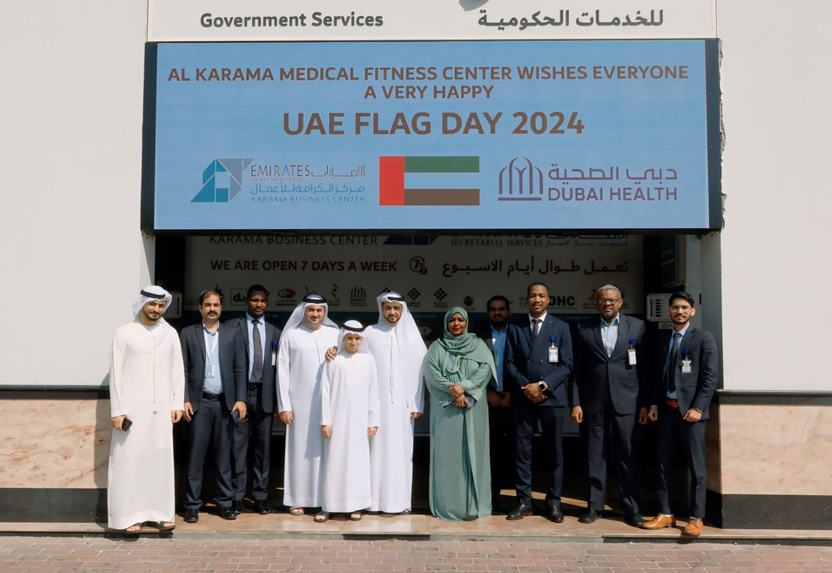 Government Services
للخدمات الحكومية
AL KARAMA MEDICAL FITNESS CENTER WISHES EVERYONE
A VERY HAPPY
UAE FLAG DAY 2024
EMIRATES الإمارات
مركز الكرامة للأعمال
KARAMA BUSINESS CENTER
دبي الصحية
DUBAI HEALTH
KARAMA BUSINESS CENTER
SECRETARIAL SERVICES
WE ARE OPEN 7 DAYS A WEEK
نعمل طوال أيام الاسبوع